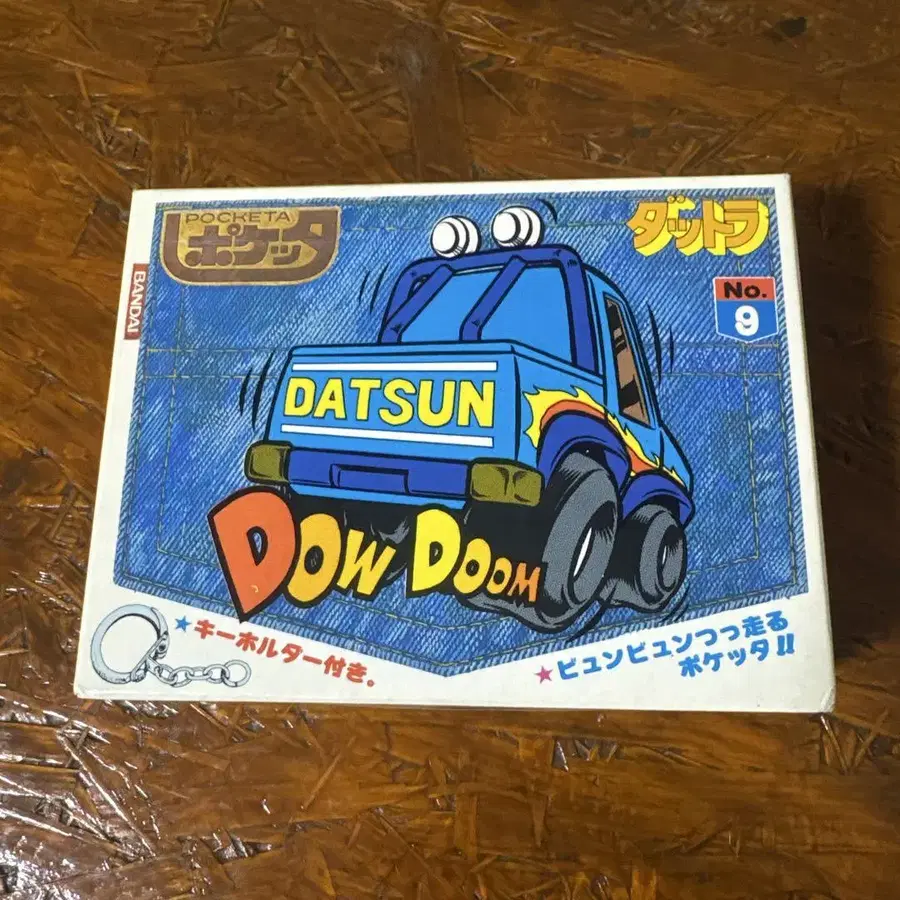 POCKETA
ポケッタ
ダットラ
BANDAI
No.
9
DATSUN
DOW DOOM
★キーホルダー付き。
★ビュンビュンつっ走る
ポケッタ!!